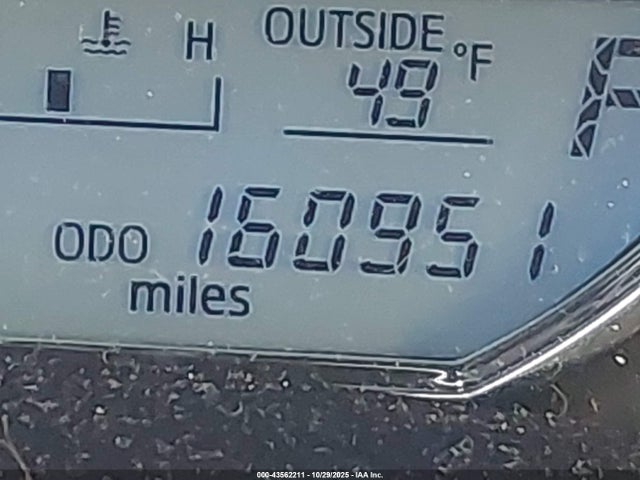 H
OUTSIDE
49 °F
P
ODO 160951
miles
000-43562211 - 10/29/2025 - IAA Inc.